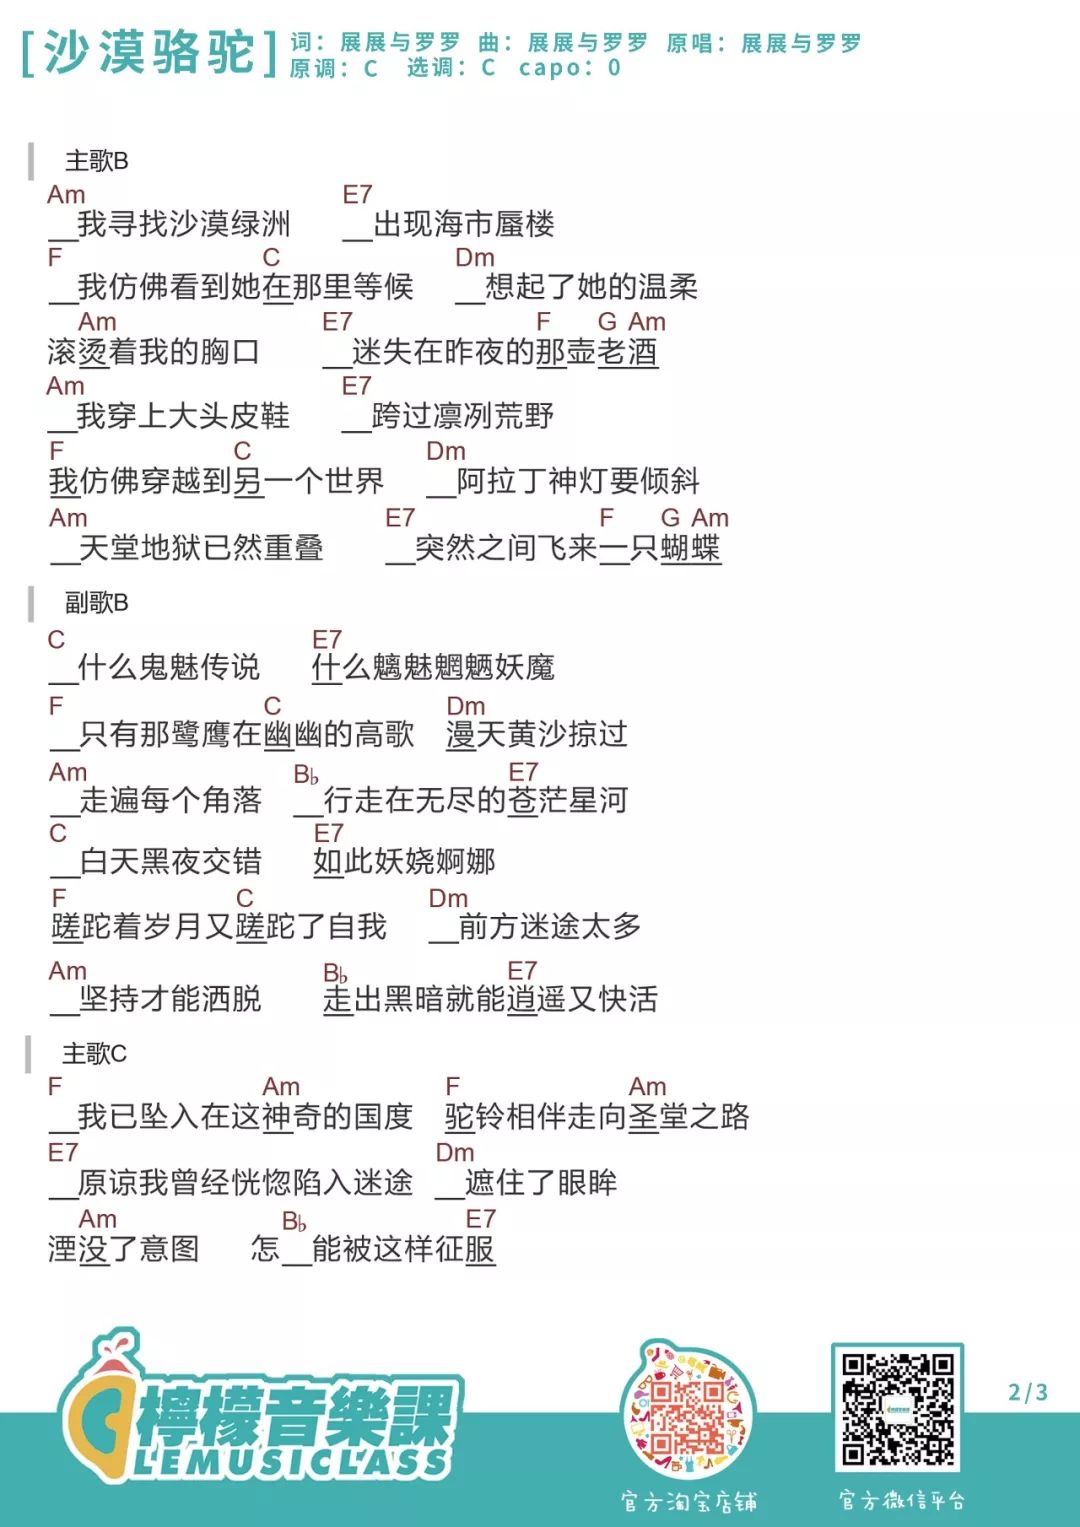 [沙漠骆驼] 词：展展与罗罗 曲：展展与罗罗 原唱：展展与罗罗
原调：C 选调：C capo：0
主歌B
Am E7
__我寻找沙漠绿洲 __出现海市蜃楼
F C Dm
__我仿佛看到她在那里等候 __想起了她的温柔
Am E7 F G Am
滚烫着我的胸口 __迷失在昨夜的那壶老酒
Am E7
__我穿上大头皮鞋 __跨过凛冽荒野
F C Dm
我仿佛穿越到另一个世界 __阿拉丁神灯要倾斜
Am E7 F G Am
__天堂地狱已然重叠 __突然之间飞来一只蝴蝶
副歌B
C E7
__什么鬼魅传说 什么魑魅魍魉妖魔
F C Dm
__只有那鹭鹰在幽幽的高歌 漫天黄沙掠过
Am B♭ E7
__走遍每个角落 __行走在无尽的苍茫星河
C E7
__白天黑夜交错 如此妖娆婀娜
F C Dm
蹉跎着岁月又蹉跎了自我 __前方迷途太多
Am B♭ E7
__坚持才能洒脱 走出黑暗就能逍遥又快活
主歌C
F Am F Am
__我已坠入在这神奇的国度 驼铃相伴走向圣堂之路
E7 Dm
__原谅我曾经恍惚陷入迷途 __遮住了眼眸
Am B♭ E7
湮没了意图 怎__能被这样征服
檸檬音樂課
LEMUSICLASS
官方淘宝店铺
官方微信平台
2/3